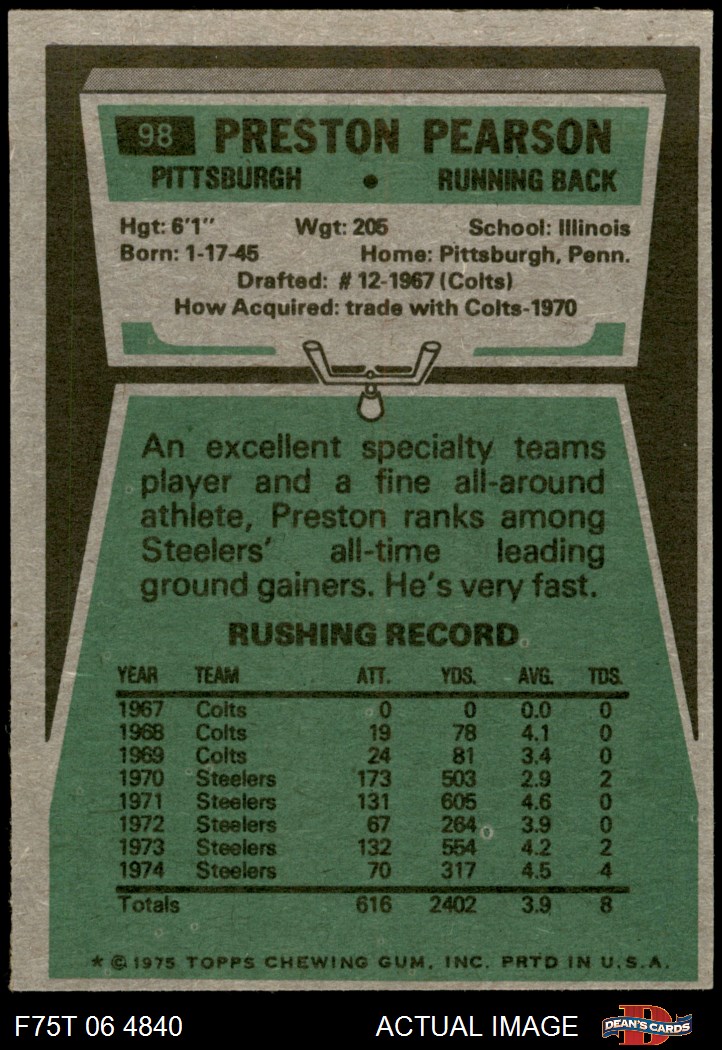 98 PRESTON PEARSON
PITTSBURGH • RUNNING BACK
Hgt: 6'1" Wgt: 205 School: Illinois
Born: 1-17-45 Home: Pittsburgh, Penn.
Drafted: # 12-1967 (Colts)
How Acquired: trade with Colts-1970
An excellent specialty teams
player and a fine all-around
athlete, Preston ranks among
Steelers' all-time leading
ground gainers. He's very fast.
RUSHING RECORD
YEAR TEAM ATT. YDS. AVG. TDS.
1967 Colts 0 0 0.0 0
1968 Colts 19 78 4.1 0
1969 Colts 24 81 3.4 0
1970 Steelers 173 503 2.9 2
1971 Steelers 131 605 4.6 0
1972 Steelers 67 264 3.9 0
1973 Steelers 132 554 4.2 2
1974 Steelers 70 317 4.5 4
Totals 616 2402 3.9 8
* © 1975 TOPPS CHEWING GUM, INC. PRTD IN U.S.A.
F75T 06 4840 ACTUAL IMAGE D DEAN'S CARDS